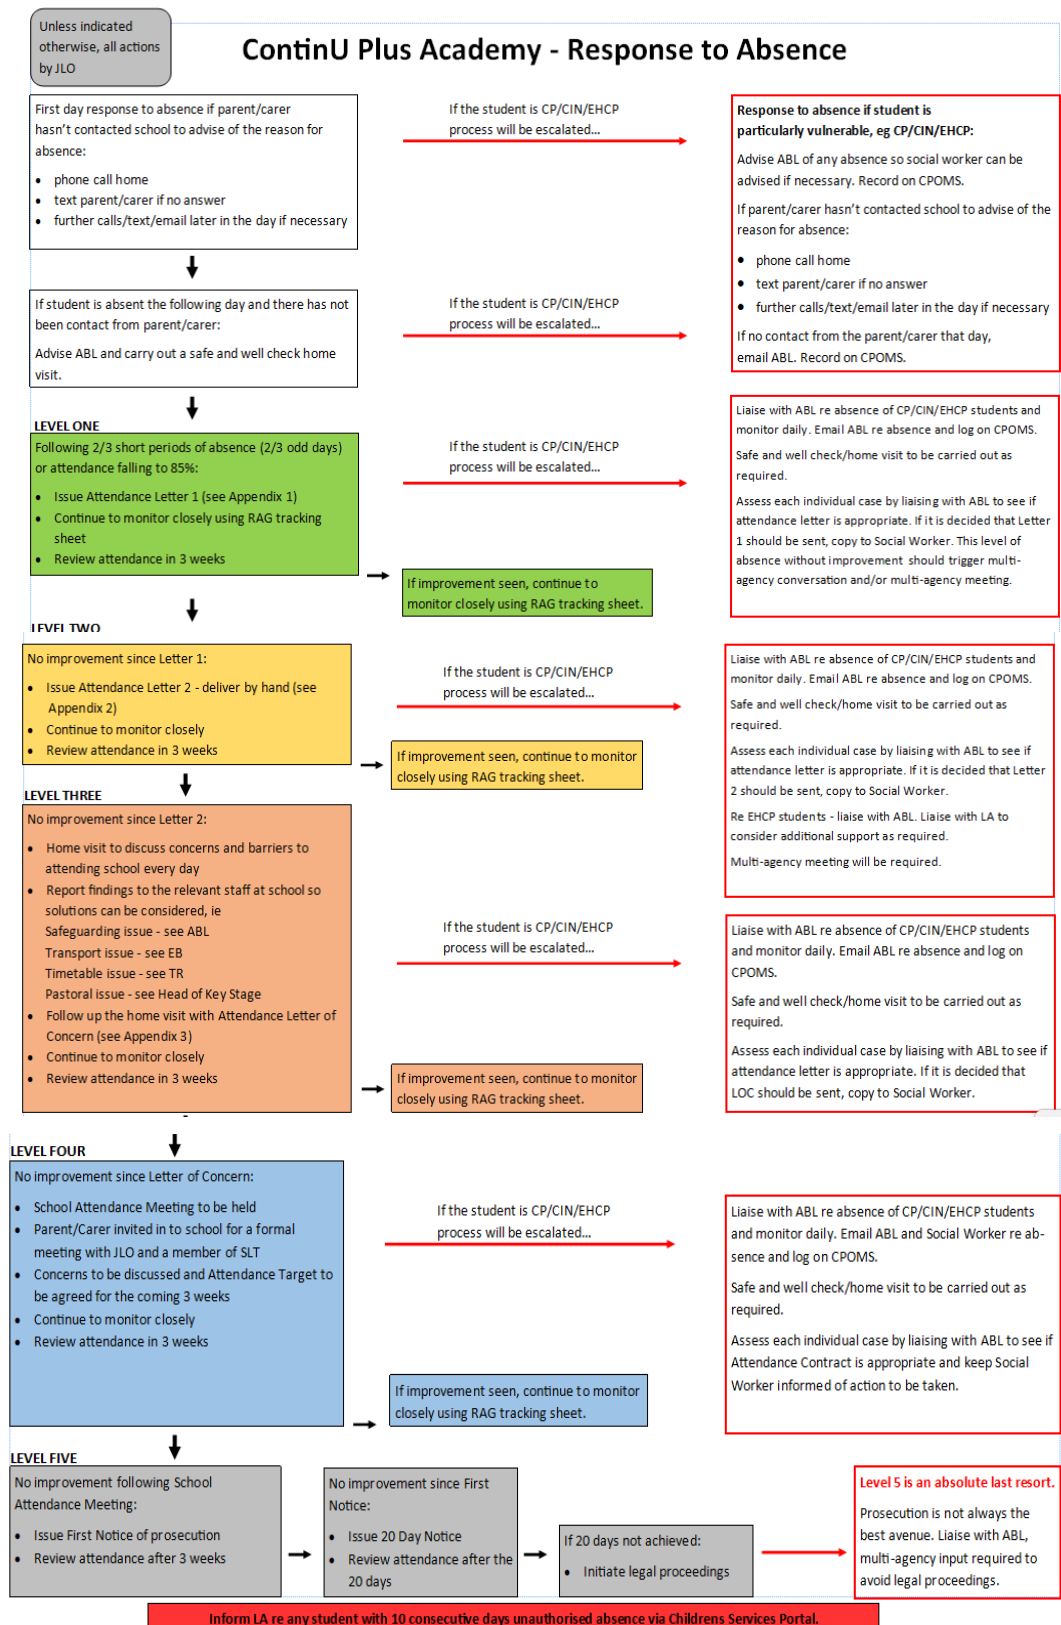 Unless indicated
otherwise, all actions
by JLO
ContinU Plus Academy - Response to Absence
First day response to absence if parent/carer
hasn't contacted school to advise of the reason for
absence:
• phone call home
• text parent/carer if no answer
• further calls/text/email later in the day if necessary
If the student is CP/CIN/EHCP
process will be escalated...
Response to absence if student is
particularly vulnerable, eg CP/CIN/EHCP:
Advise ABL of any absence so social worker can be
advised if necessary. Record on CPOMS.
If parent/carer hasn't contacted school to advise of the
reason for absence:
• phone call home
• text parent/carer if no answer
• further calls/text/email later in the day if necessary
If no contact from the parent/carer that day,
email ABL. Record on CPOMS.
If student is absent the following day and there has not
been contact from parent/carer:
Advise ABL and carry out a safe and well check home
visit.
If the student is CP/CIN/EHCP
process will be escalated...
LEVEL ONE
Following 2/3 short periods of absence (2/3 odd days)
or attendance falling to 85%:
• Issue Attendance Letter 1 (see Appendix 1)
• Continue to monitor closely using RAG tracking
sheet
• Review attendance in 3 weeks
If the student is CP/CIN/EHCP
process will be escalated...
If improvement seen, continue to
monitor closely using RAG tracking sheet.
Liaise with ABL re absence of CP/CIN/EHCP students and
monitor daily. Email ABL re absence and log on CPOMS.
Safe and well check/home visit to be carried out as
required.
Assess each individual case by liaising with ABL to see if
attendance letter is appropriate. If it is decided that Letter
1 should be sent, copy to Social Worker. This level of
absence without improvement should trigger multi-
agency conversation and/or multi-agency meeting.
LEVEL TWO
No improvement since Letter 1:
• Issue Attendance Letter 2 - deliver by hand (see
Appendix 2)
• Continue to monitor closely
• Review attendance in 3 weeks
If the student is CP/CIN/EHCP
process will be escalated...
If improvement seen, continue to monitor
closely using RAG tracking sheet.
Liaise with ABL re absence of CP/CIN/EHCP students and
monitor daily. Email ABL re absence and log on CPOMS.
Safe and well check/home visit to be carried out as
required.
Assess each individual case by liaising with ABL to see if
attendance letter is appropriate. If it is decided that Letter
2 should be sent, copy to Social Worker.
Re EHCP students - liaise with ABL. Liaise with LA to
consider additional support as required.
Multi-agency meeting will be required.
LEVEL THREE
No improvement since Letter 2:
• Home visit to discuss concerns and barriers to
attending school every day
• Report findings to the relevant staff at school so
solutions can be considered, ie
Safeguarding issue - see ABL
Transport issue - see EB
Timetable issue - see TR
Pastoral issue - see Head of Key Stage
• Follow up the home visit with Attendance Letter of
Concern (see Appendix 3)
• Continue to monitor closely
• Review attendance in 3 weeks
If the student is CP/CIN/EHCP
process will be escalated...
If improvement seen, continue to monitor
closely using RAG tracking sheet.
Liaise with ABL re absence of CP/CIN/EHCP students
and monitor daily. Email ABL re absence and log on
CPOMS.
Safe and well check/home visit to be carried out as
required.
Assess each individual case by liaising with ABL to see if
attendance letter is appropriate. If it is decided that
LOC should be sent, copy to Social Worker.
LEVEL FOUR
No improvement since Letter of Concern:
• School Attendance Meeting to be held
• Parent/Carer invited in to school for a formal
meeting with JLO and a member of SLT
• Concerns to be discussed and Attendance Target to
be agreed for the coming 3 weeks
• Continue to monitor closely
• Review attendance in 3 weeks
If the student is CP/CIN/EHCP
process will be escalated...
If improvement seen, continue to monitor
closely using RAG tracking sheet.
Liaise with ABL re absence of CP/CIN/EHCP students
and monitor daily. Email ABL and Social Worker re ab-
sence and log on CPOMS.
Safe and well check/home visit to be carried out as
required.
Assess each individual case by liaising with ABL to see if
Attendance Contract is appropriate and keep Social
Worker informed of action to be taken.
LEVEL FIVE
No improvement following School
Attendance Meeting:
• Issue First Notice of prosecution
• Review attendance after 3 weeks
No improvement since First
Notice:
• Issue 20 Day Notice
• Review attendance after the
20 days
If 20 days not achieved:
• Initiate legal proceedings
Level 5 is an absolute last resort.
Prosecution is not always the
best avenue. Liaise with ABL,
multi-agency input required to
avoid legal proceedings.
Inform LA re any student with 10 consecutive days unauthorised absence via Childrens Services Portal.